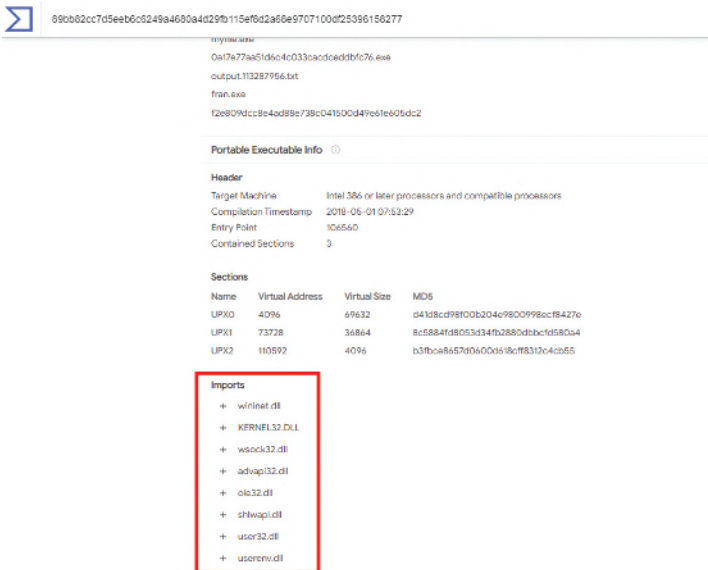 89bb82cc7d5eeb6c6249a4680a4d29fb115ef8d2a68e9707100df25396158277
myfile.exe
0a17e77aa51d6c4c033cacdceddbfc76.exe
output.113287956.txt
fran.exe
f2e809dcc8e4ad88e738c041500d49e61e605dc2
Portable Executable Info
Header
Target Machine Intel 386 or later processors and compatible processors
Compilation Timestamp 2018-05-01 07:53:29
Entry Point 106560
Contained Sections 3
Sections
Name Virtual Address Virtual Size MD5
UPX0 4096 69632 d41d8cd98f00b204e9800998ecf8427e
UPX1 73728 36864 8c5884fd8053d34fb2880dbbcfd580a4
UPX2 110592 4096 b3fbce8657d0600d618cff8312c4cb55
Imports
+ wininet.dll
+ KERNEL32.DLL
+ wsock32.dll
+ advapi32.dll
+ ole32.dll
+ shlwapi.dll
+ user32.dll
+ userenv.dll